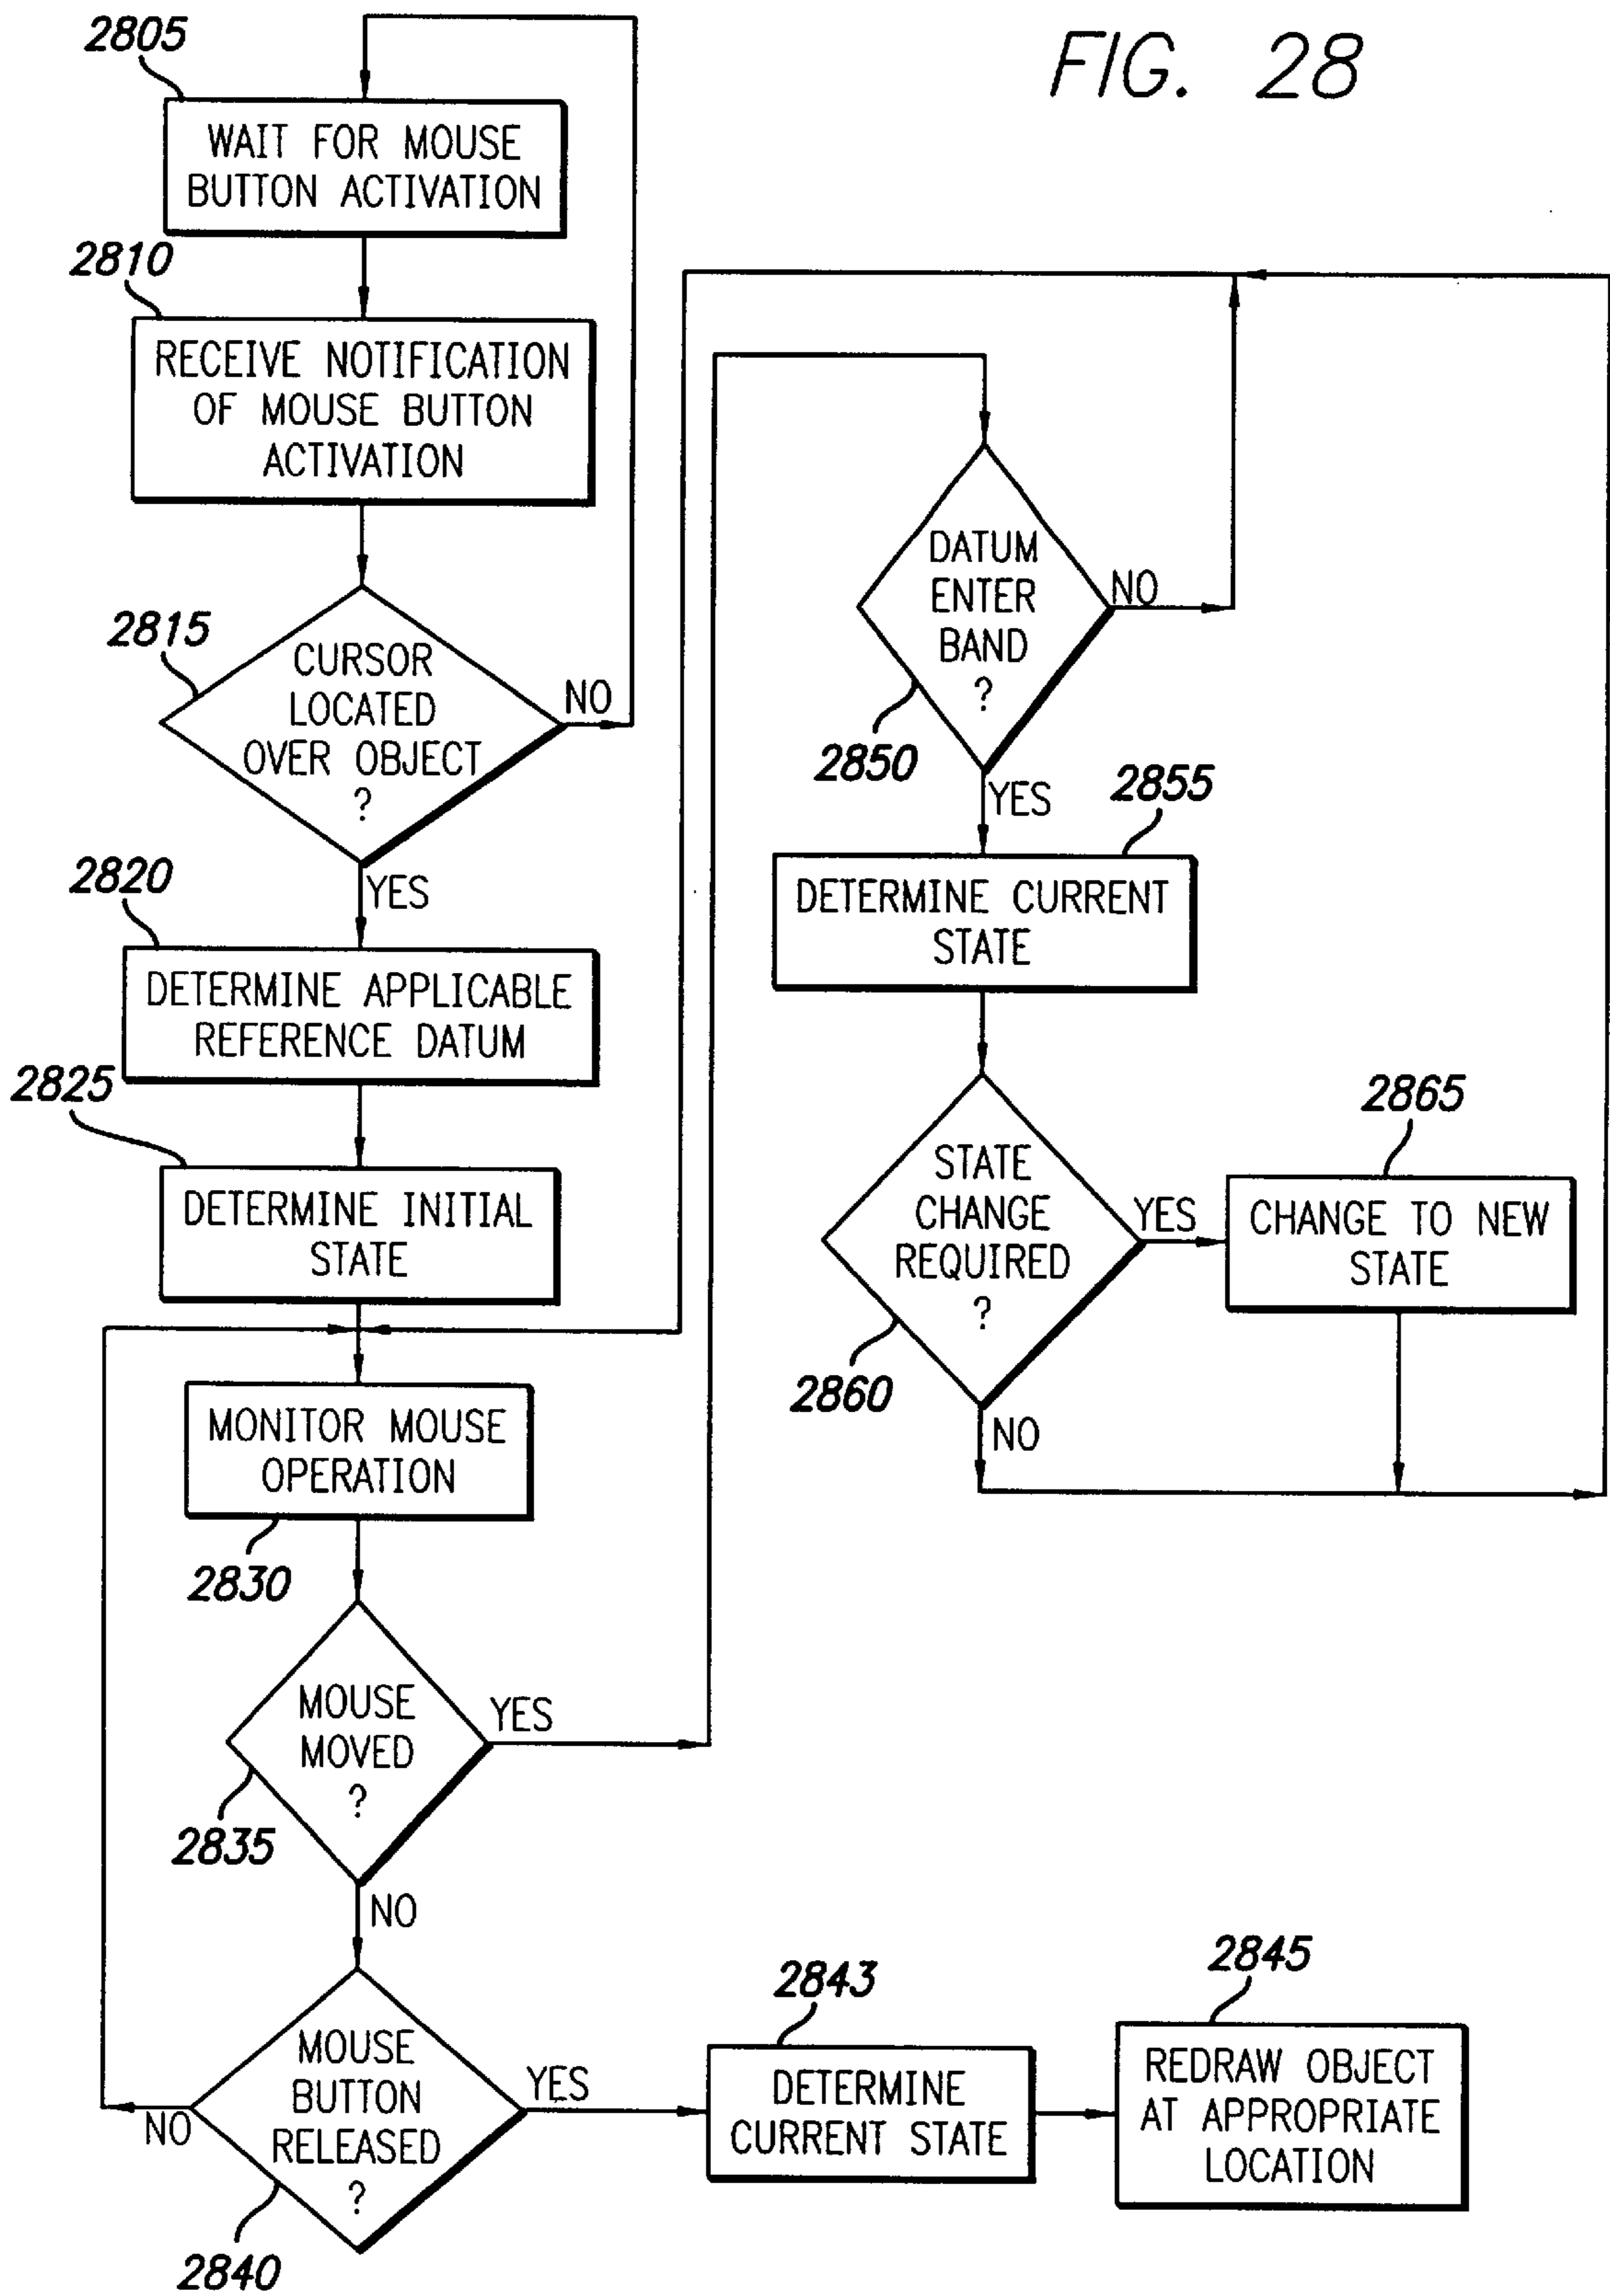 FIG. 28
2805
WAIT FOR MOUSE
BUTTON ACTIVATION
2810
RECEIVE NOTIFICATION
OF MOUSE BUTTON
ACTIVATION
2815
CURSOR
LOCATED
OVER OBJECT
?
NO
YES
2820
DETERMINE APPLICABLE
REFERENCE DATUM
2825
DETERMINE INITIAL
STATE
MONITOR MOUSE
OPERATION
2830
MOUSE
MOVED
?
YES
2835
NO
MOUSE
BUTTON
RELEASED
?
NO
YES
2840
2843
DETERMINE
CURRENT STATE
2845
REDRAW OBJECT
AT APPROPRIATE
LOCATION
DATUM
ENTER
BAND
?
NO
2850
YES
2855
DETERMINE CURRENT
STATE
STATE
CHANGE
REQUIRED
?
YES
2860
NO
2865
CHANGE TO NEW
STATE